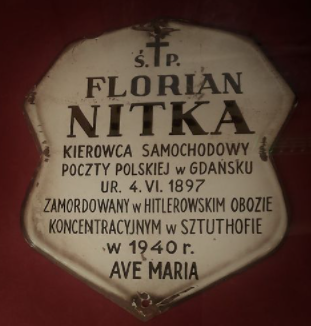 Ś. † P.
FLORIAN
NITKA
KIEROWCA SAMOCHODOWY
POCZTY POLSKIEJ w GDAŃSKU
UR. 4. VI. 1897
ZAMORDOWANY w HITLEROWSKIM OBOZIE
KONCENTRACYJNYM w SZTUTHOFIE
w 1940 r.
AVE MARIA